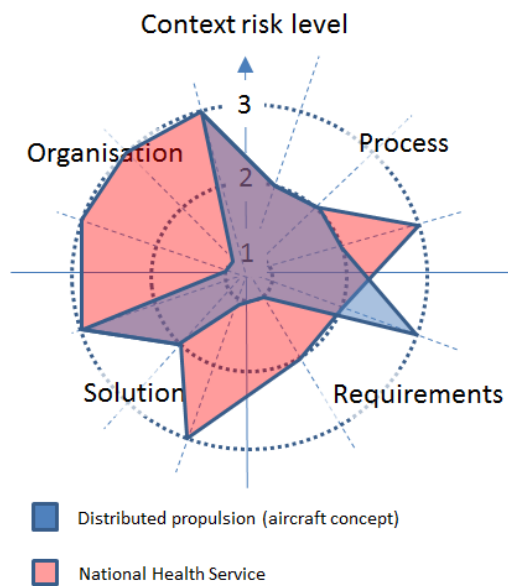 Context risk level
3
Process
Organisation
2
1
Solution
Requirements
Distributed propulsion (aircraft concept)
National Health Service